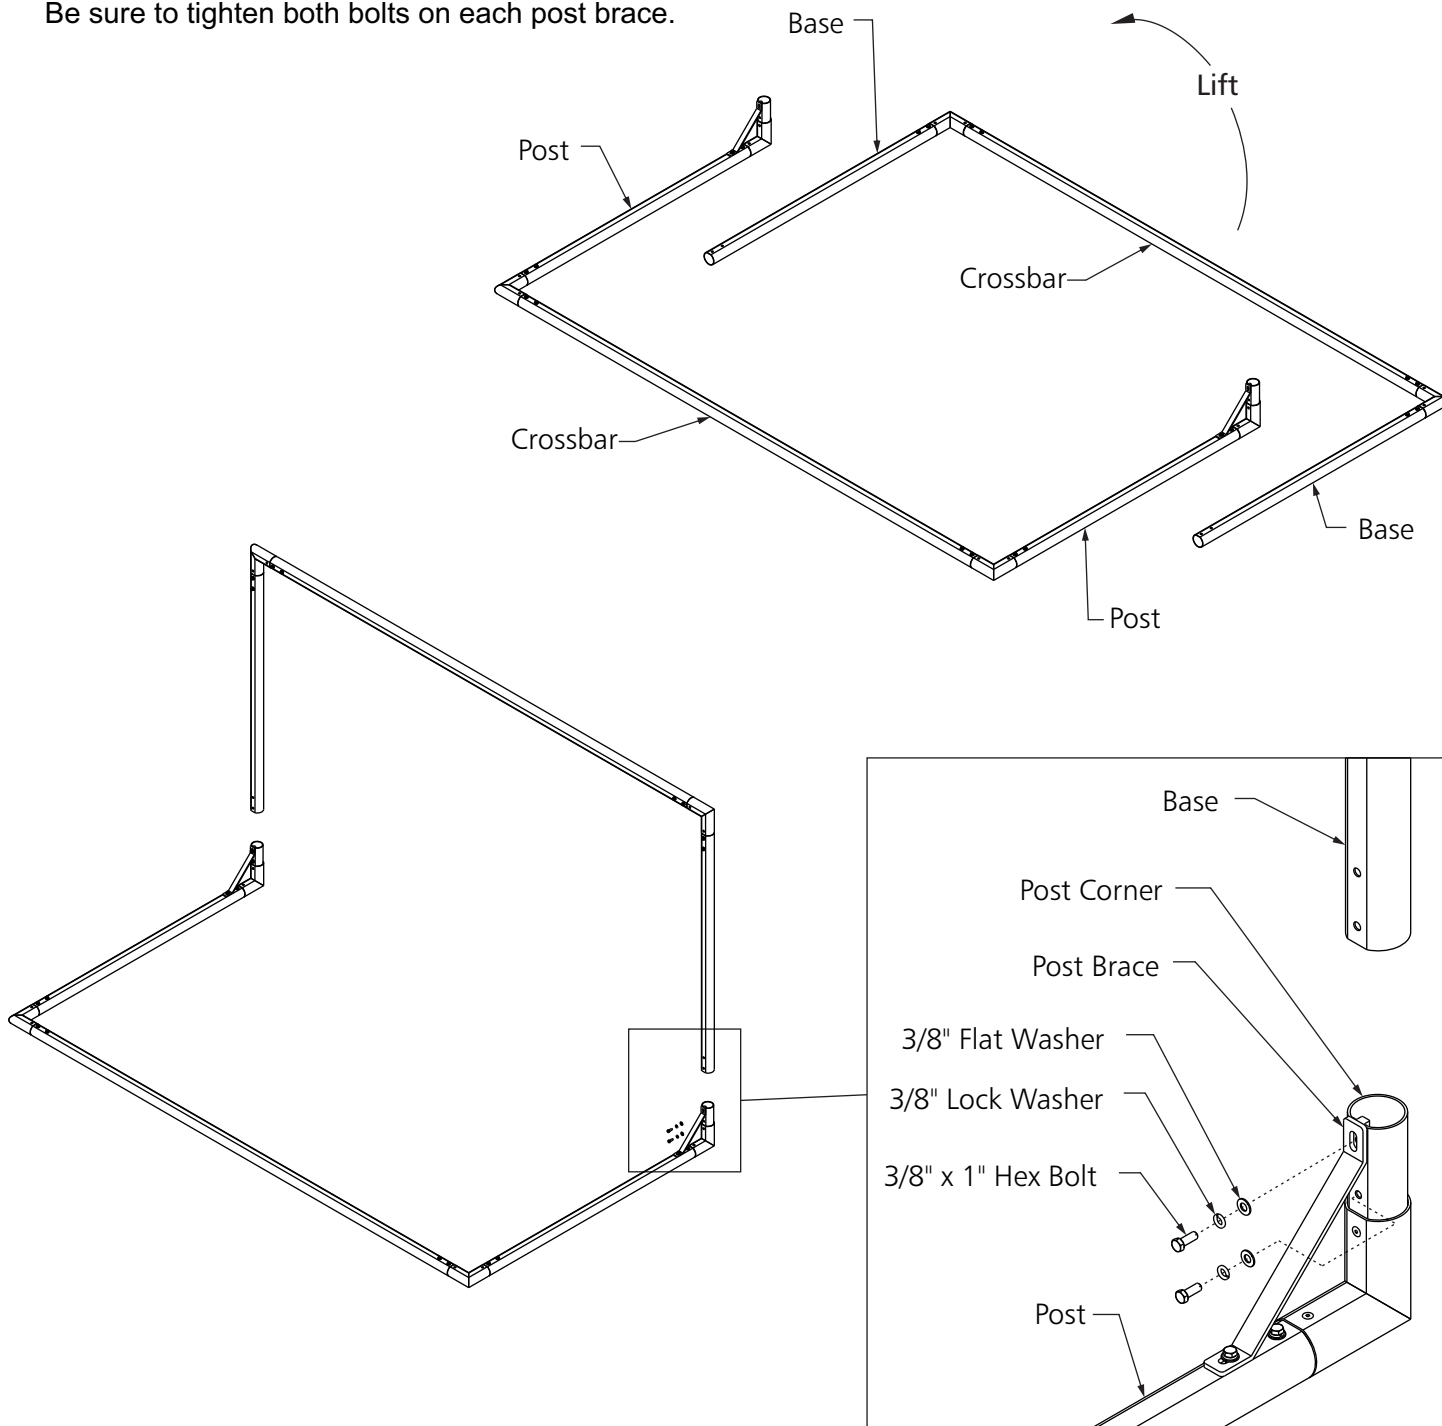 Be sure to tighten both bolts on each post brace.
Base
Lift
Post
Crossbar
Crossbar
Base
Post
Base
Post Corner
Post Brace
3/8" Flat Washer
3/8" Lock Washer
3/8" x 1" Hex Bolt
Post